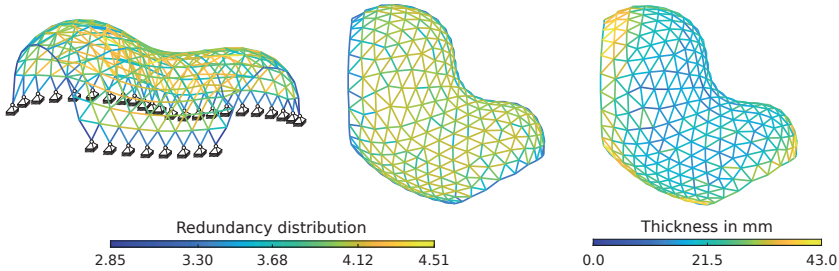 Redundancy distribution
2.85 3.30 3.68 4.12 4.51
Thickness in mm
0.0 21.5 43.0